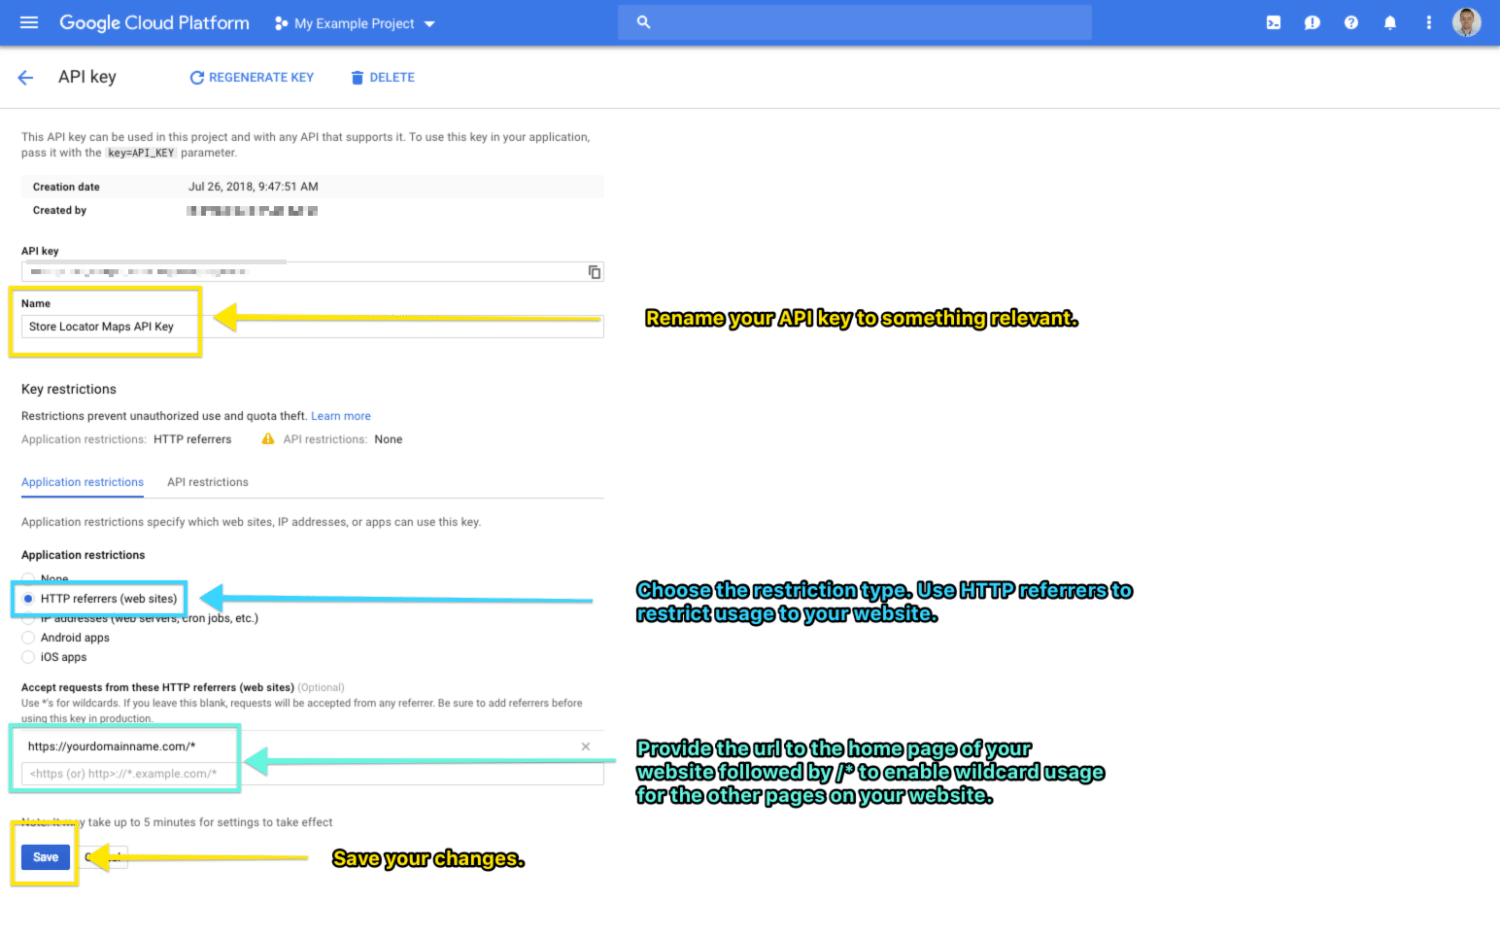 Google Cloud Platform
My Example Project
API key
REGENERATE KEY
DELETE
This API key can be used in this project and with any API that supports it. To use this key in your application,
pass it with the key=API_KEY parameter.
Creation date Jul 26, 2018, 9:47:51 AM
Created by
API key
Name
Store Locator Maps API Key
Rename your API key to something relevant.
Key restrictions
Restrictions prevent unauthorized use and quota theft. Learn more
Application restrictions: HTTP referrers API restrictions: None
Application restrictions API restrictions
Application restrictions specify which web sites, IP addresses, or apps can use this key.
Application restrictions
None
HTTP referrers (web sites)
IP addresses (web servers, cron jobs, etc.)
Android apps
iOS apps
Choose the restriction type. Use HTTP referrers to
restrict usage to your website.
Accept requests from these HTTP referrers (web sites) (Optional)
Use *'s for wildcards. If you leave this blank, requests will be accepted from any referrer. Be sure to add referrers before
using this key in production.
https://yourdomainname.com/*
<https (or) http>://*.example.com/*
Provide the url to the home page of your
website followed by /* to enable wildcard usage
for the other pages on your website.
Note: It may take up to 5 minutes for settings to take effect
Save
Save your changes.